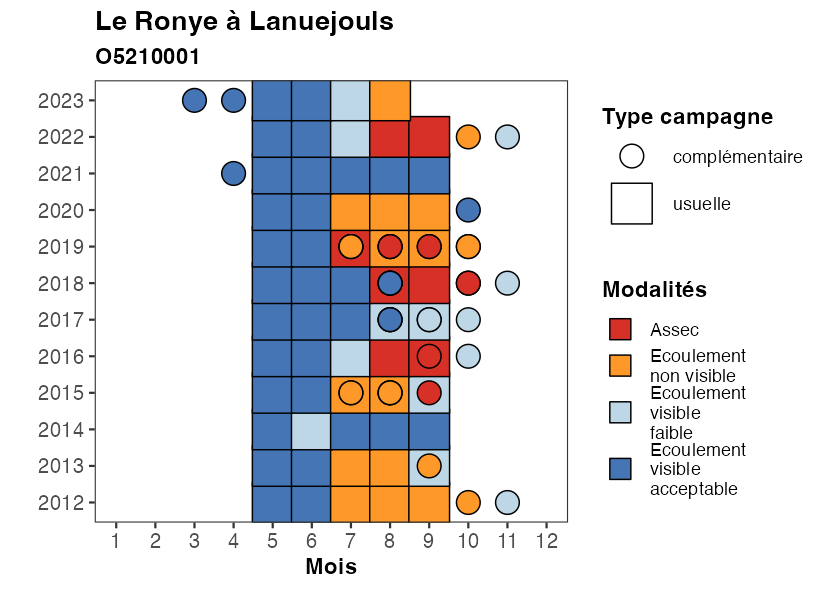 Le Ronye à Lanuejouls
O5210001
2023
2022
2021
2020
2019
2018
2017
2016
2015
2014
2013
2012
1 2 3 4 5 6 7 8 9 10 11 12
Mois
Type campagne
complémentaire
usuelle
Modalités
Assec
Ecoulement
non visible
Ecoulement
visible
faible
Ecoulement
visible
acceptable